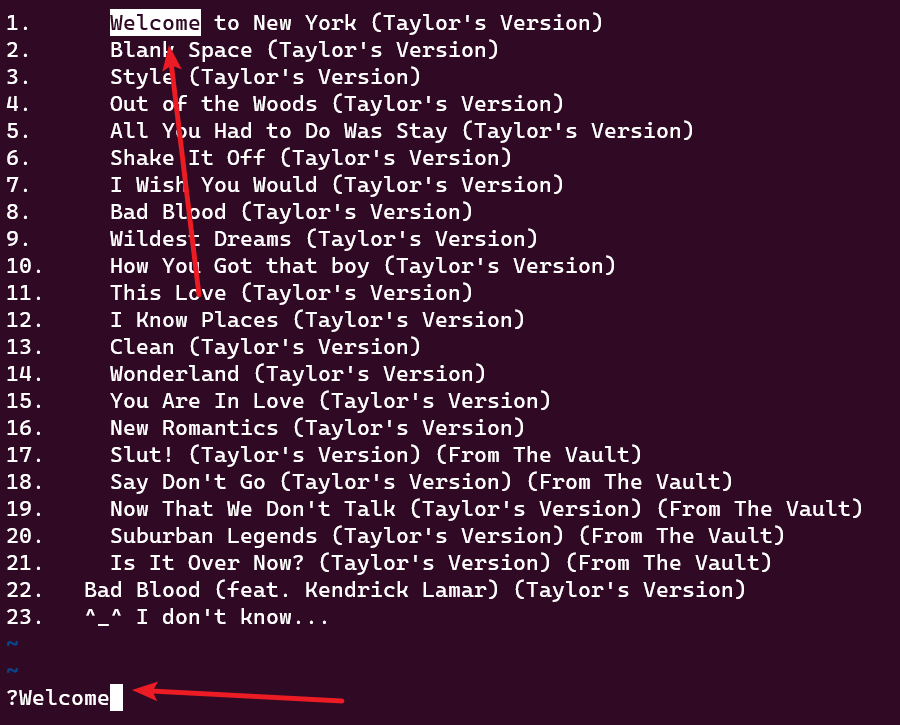 1.      Welcome to New York (Taylor's Version)
2.      Blank Space (Taylor's Version)
3.      Style (Taylor's Version)
4.      Out of the Woods (Taylor's Version)
5.      All You Had to Do Was Stay (Taylor's Version)
6.      Shake It Off (Taylor's Version)
7.      I Wish You Would (Taylor's Version)
8.      Bad Blood (Taylor's Version)
9.      Wildest Dreams (Taylor's Version)
10.     How You Got that boy (Taylor's Version)
11.     This Love (Taylor's Version)
12.     I Know Places (Taylor's Version)
13.     Clean (Taylor's Version)
14.     Wonderland (Taylor's Version)
15.     You Are In Love (Taylor's Version)
16.     New Romantics (Taylor's Version)
17.     Slut! (Taylor's Version) (From The Vault)
18.     Say Don't Go (Taylor's Version) (From The Vault)
19.     Now That We Don't Talk (Taylor's Version) (From The Vault)
20.     Suburban Legends (Taylor's Version) (From The Vault)
21.     Is It Over Now? (Taylor's Version) (From The Vault)
22.   Bad Blood (feat. Kendrick Lamar) (Taylor's Version)
23.   ^_^ I don't know...
~
~
?Welcome